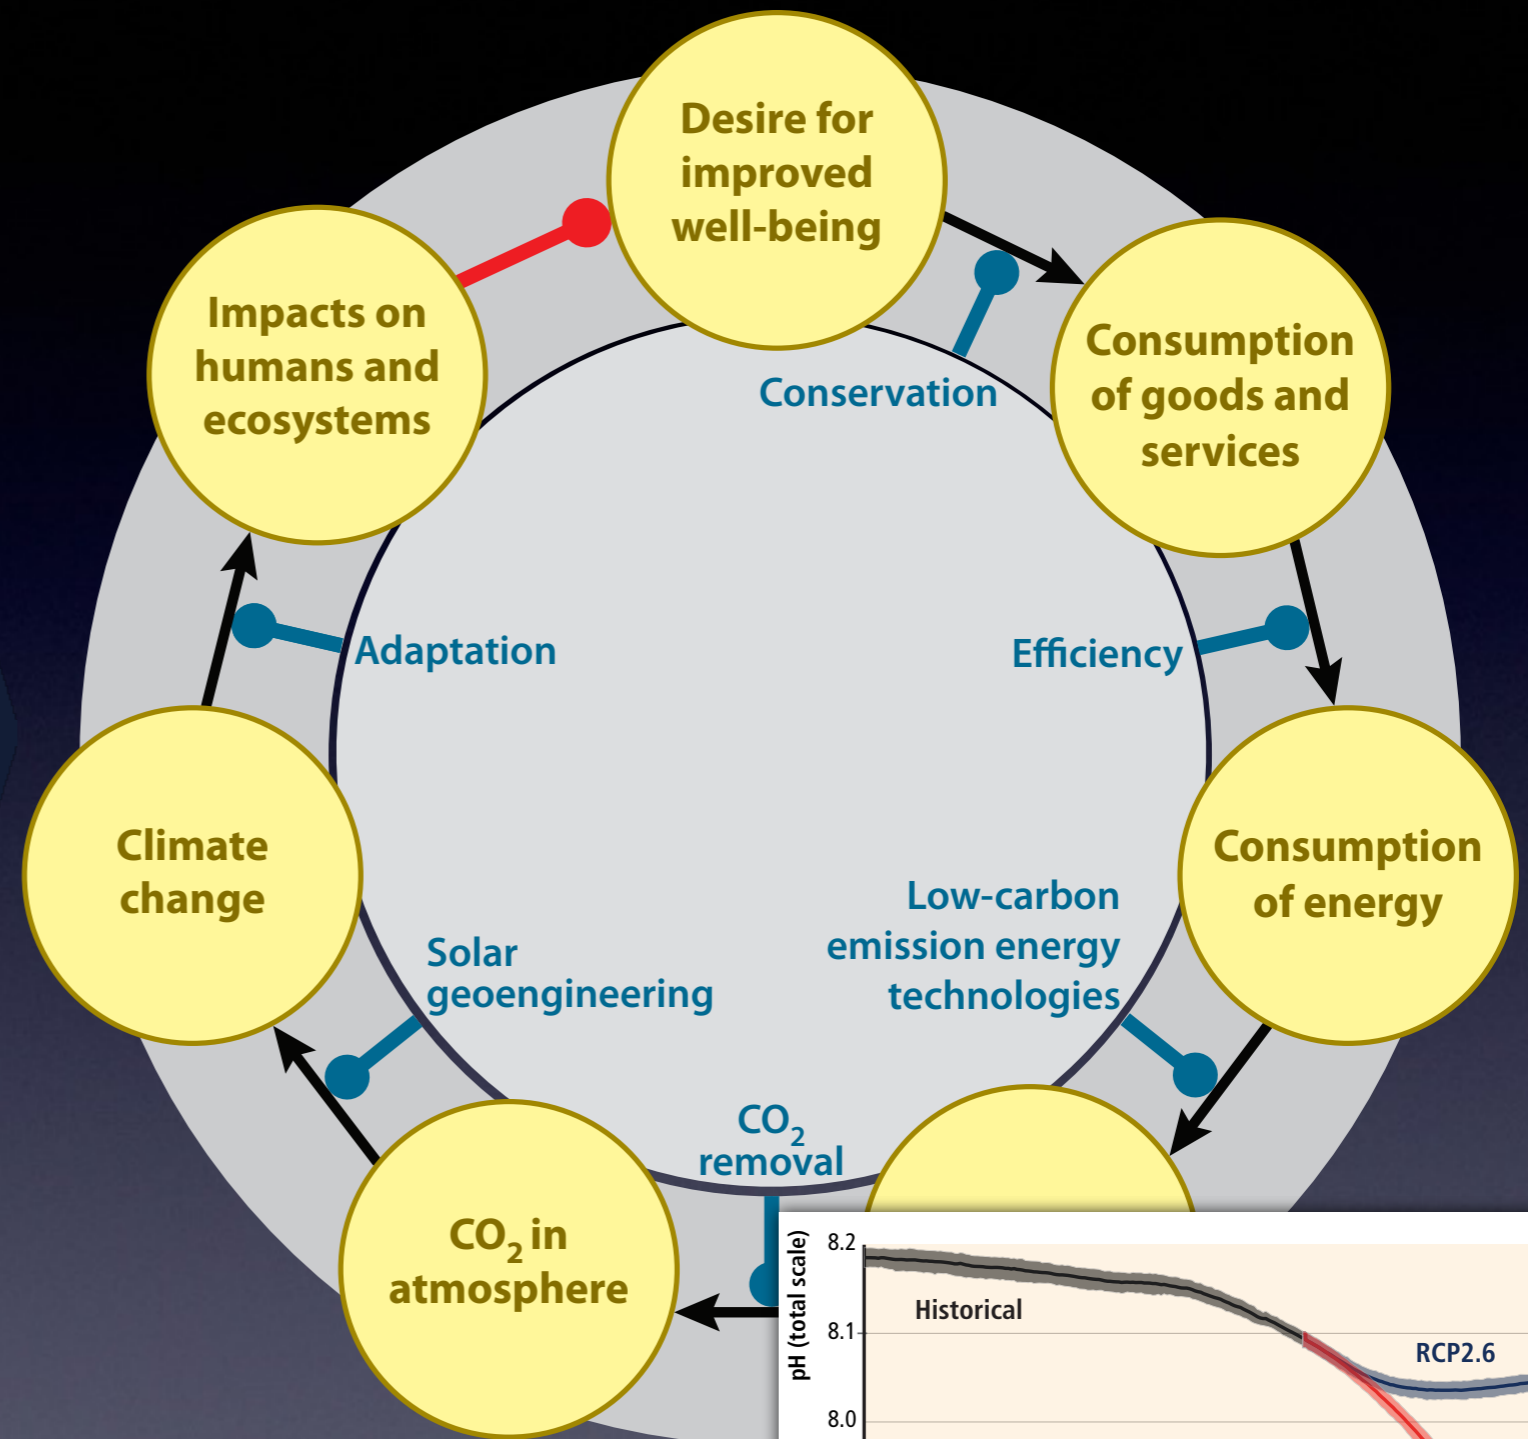 Desire for
improved
well-being
Impacts on
humans and
ecosystems
Consumption
of goods and
services
Conservation
Adaptation
Efficiency
Climate
change
Consumption
of energy
Low-carbon
emission energy
technologies
Solar
geoengineering
CO₂
removal
CO₂ in
atmosphere
pH (total scale)
8.2
8.1
8.0
Historical
RCP2.6